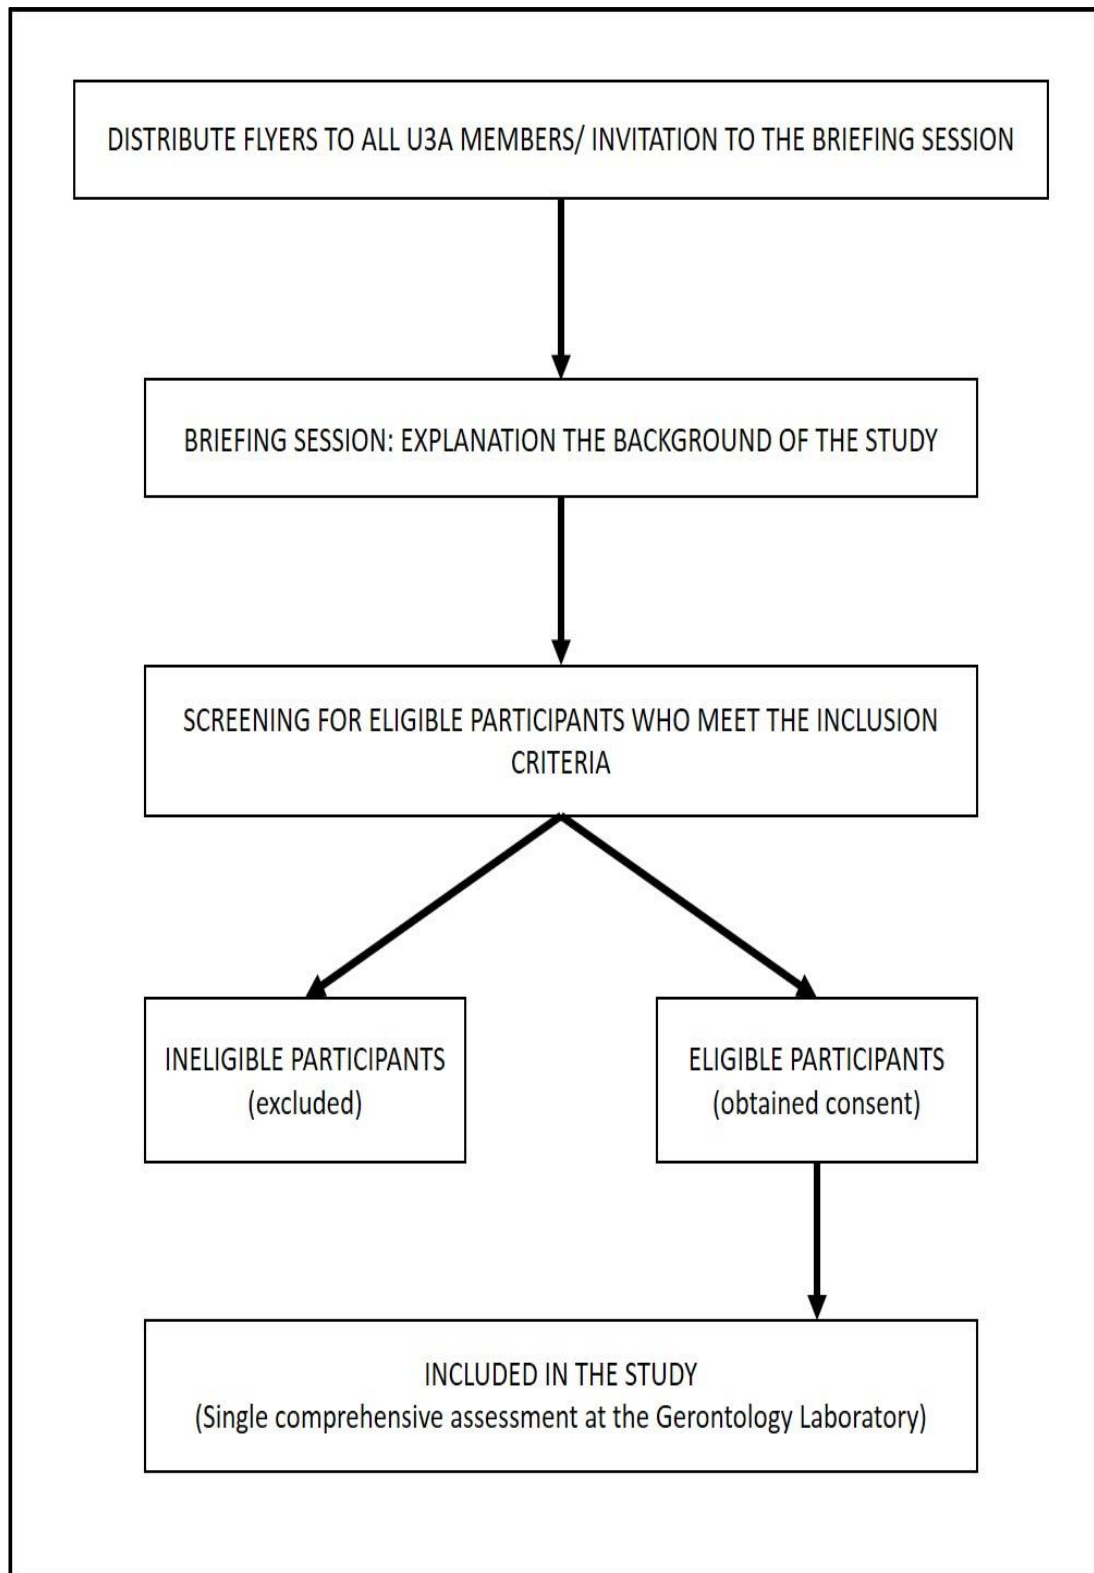 DISTRIBUTE FLYERS TO ALL U3A MEMBERS/ INVITATION TO THE BRIEFING SESSION
BRIEFING SESSION: EXPLANATION THE BACKGROUND OF THE STUDY
SCREENING FOR ELIGIBLE PARTICIPANTS WHO MEET THE INCLUSION
CRITERIA
INELIGIBLE PARTICIPANTS
(excluded)
ELIGIBLE PARTICIPANTS
(obtained consent)
INCLUDED IN THE STUDY
(Single comprehensive assessment at the Gerontology Laboratory)